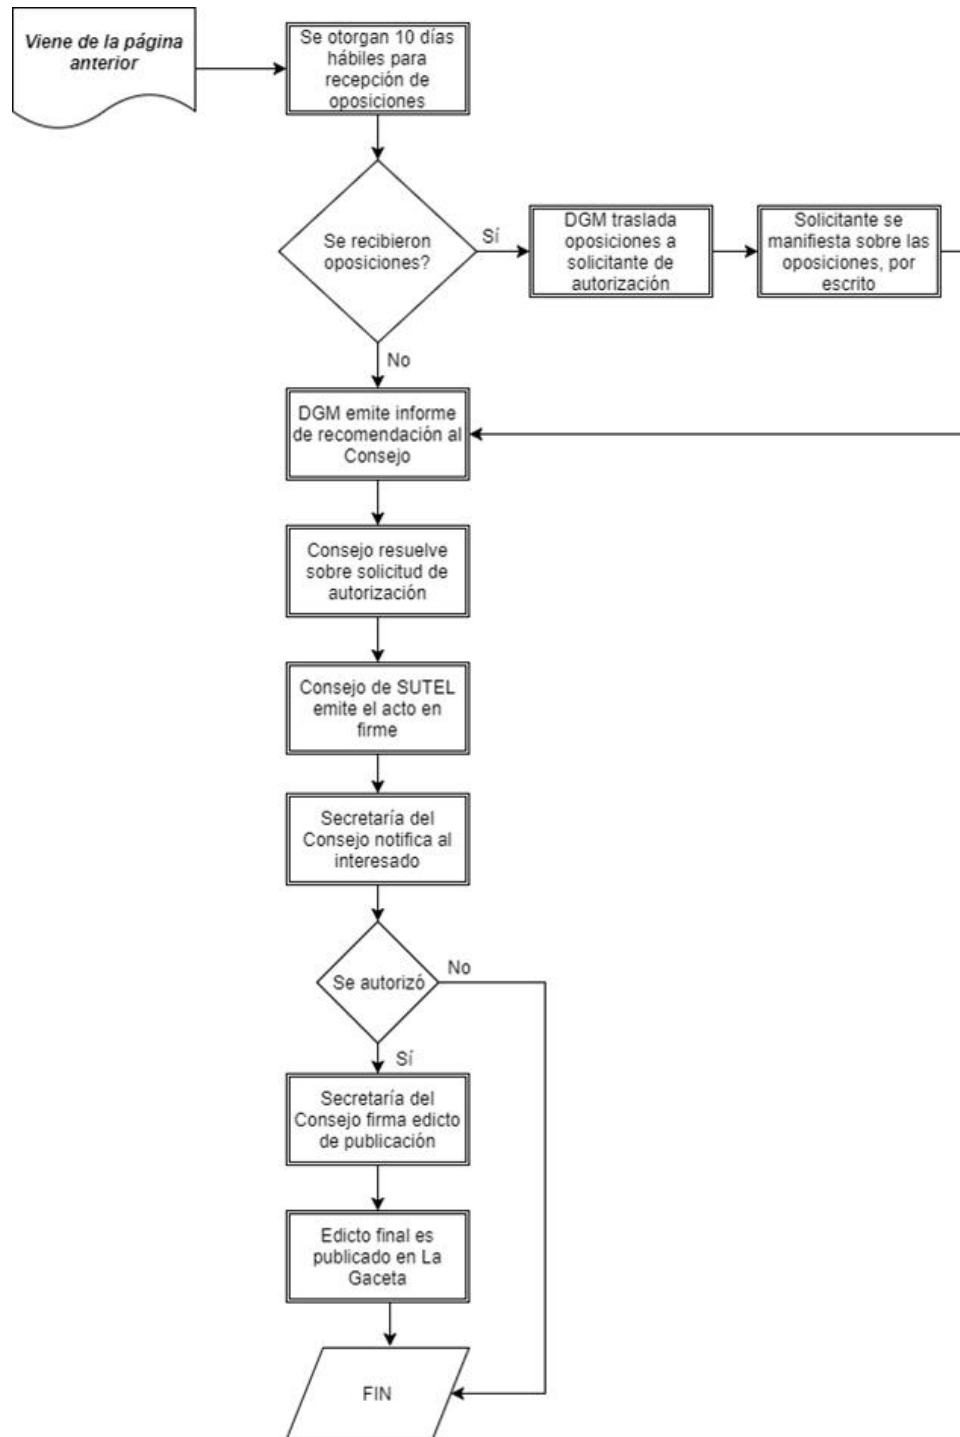 Viene de la página
anterior
Se otorgan 10 días
hábiles para
recepción de
oposiciones
Se recibieron
oposiciones?
Sí
DGM traslada
oposiciones a
solicitante de
autorización
Solicitante se
manifiesta sobre las
oposiciones, por
escrito
No
DGM emite informe
de recomendación al
Consejo
Consejo resuelve
sobre solicitud de
autorización
Consejo de SUTEL
emite el acto en
firme
Secretaría del
Consejo notifica al
interesado
Se autorizó
No
Sí
Secretaría del
Consejo firma edicto
de publicación
Edicto final es
publicado en La
Gaceta
FIN